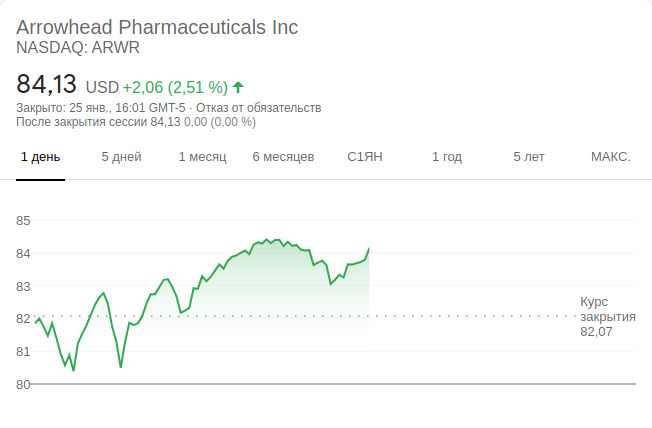 Arrowhead Pharmaceuticals Inc
NASDAQ: ARWR
84,13 USD +2,06 (2,51 %)
Закрыто: 25 янв., 16:01 GMT-5 · Отказ от обязательств
После закрытия сессии 84,13 0,00 (0,00 %)
1 день 5 дней 1 месяц 6 месяцев С1ЯН 1 год 5 лет МАКС.
85
84
83
82
81
80
Курс
закрытия
82,07